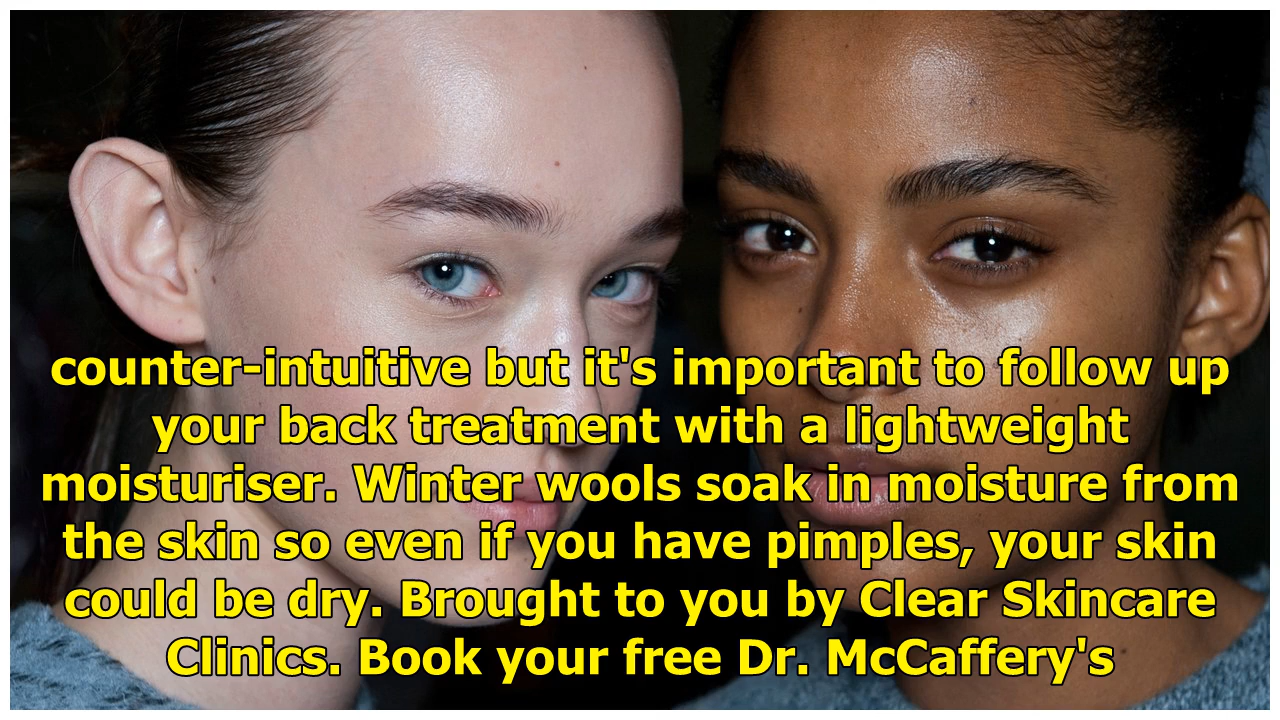 counter-intuitive but it's important to follow up
your back treatment with a lightweight
moisturiser. Winter wools soak in moisture from
the skin so even if you have pimples, your skin
could be dry. Brought to you by Clear Skincare
Clinics. Book your free Dr. McCaffery's